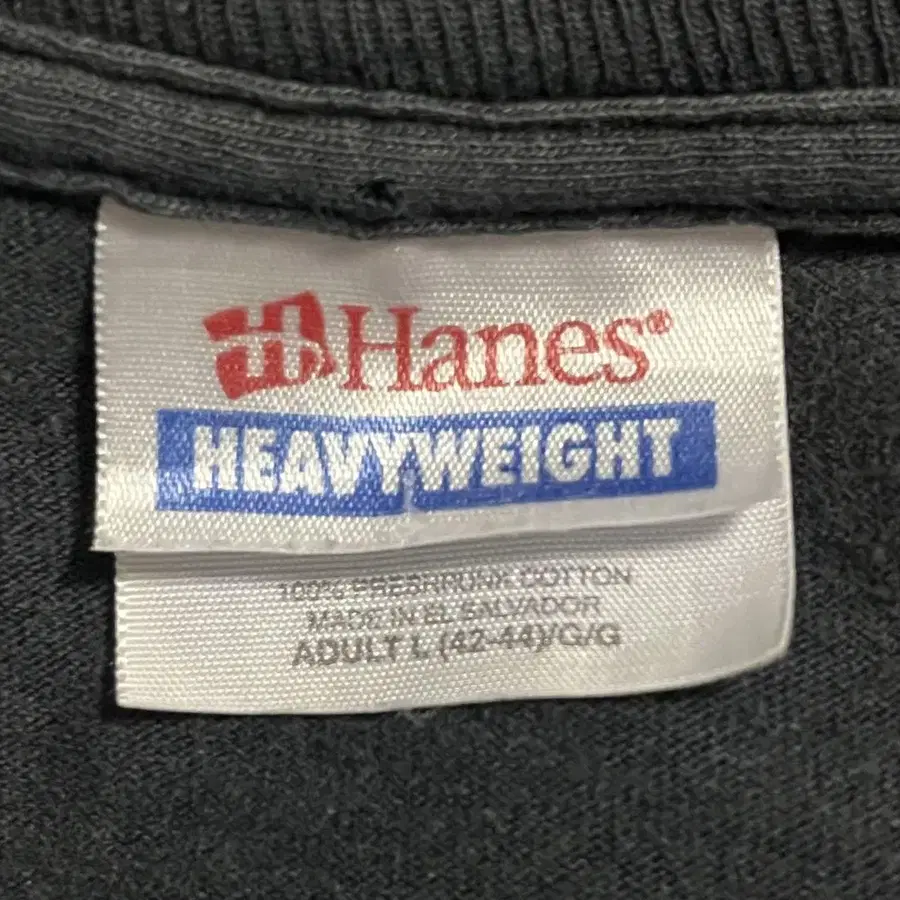 Hanes®
HEAVYWEIGHT
100% PRESHRUNK COTTON
MADE IN EL SALVADOR
ADULT L (42-44)/G/G